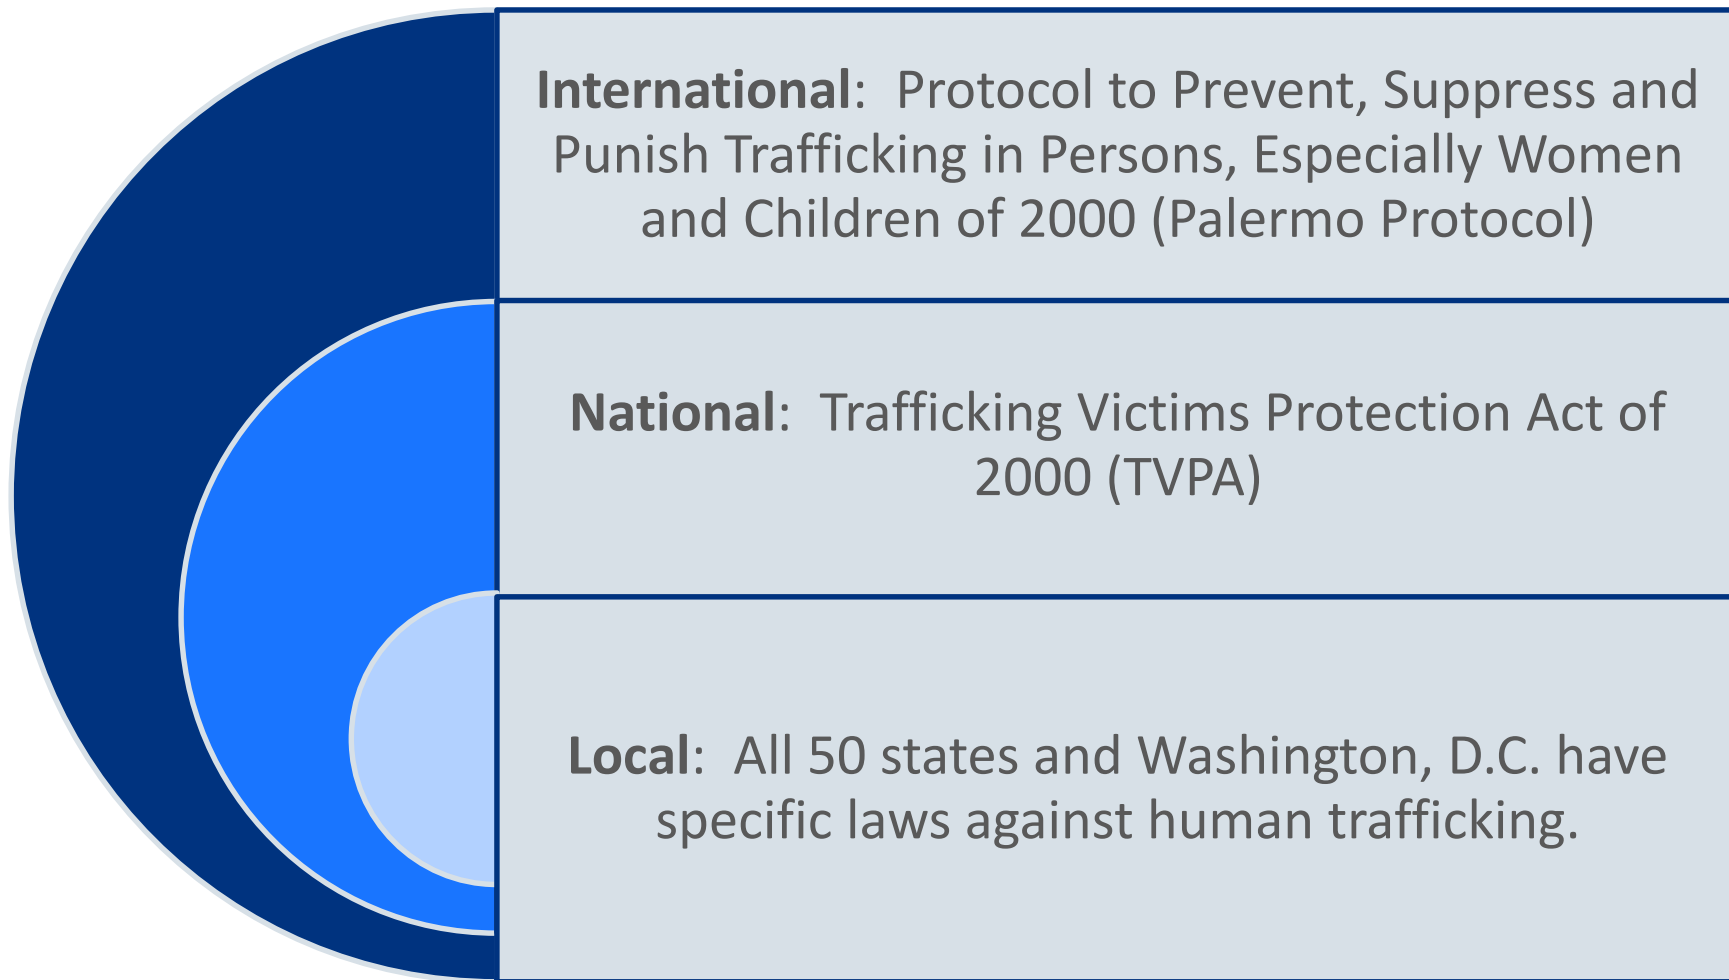 International:  Protocol to Prevent, Suppress and
Punish Trafficking in Persons, Especially Women
and Children of 2000 (Palermo Protocol)
National:  Trafficking Victims Protection Act of
2000 (TVPA)
Local:  All 50 states and Washington, D.C. have
specific laws against human trafficking.